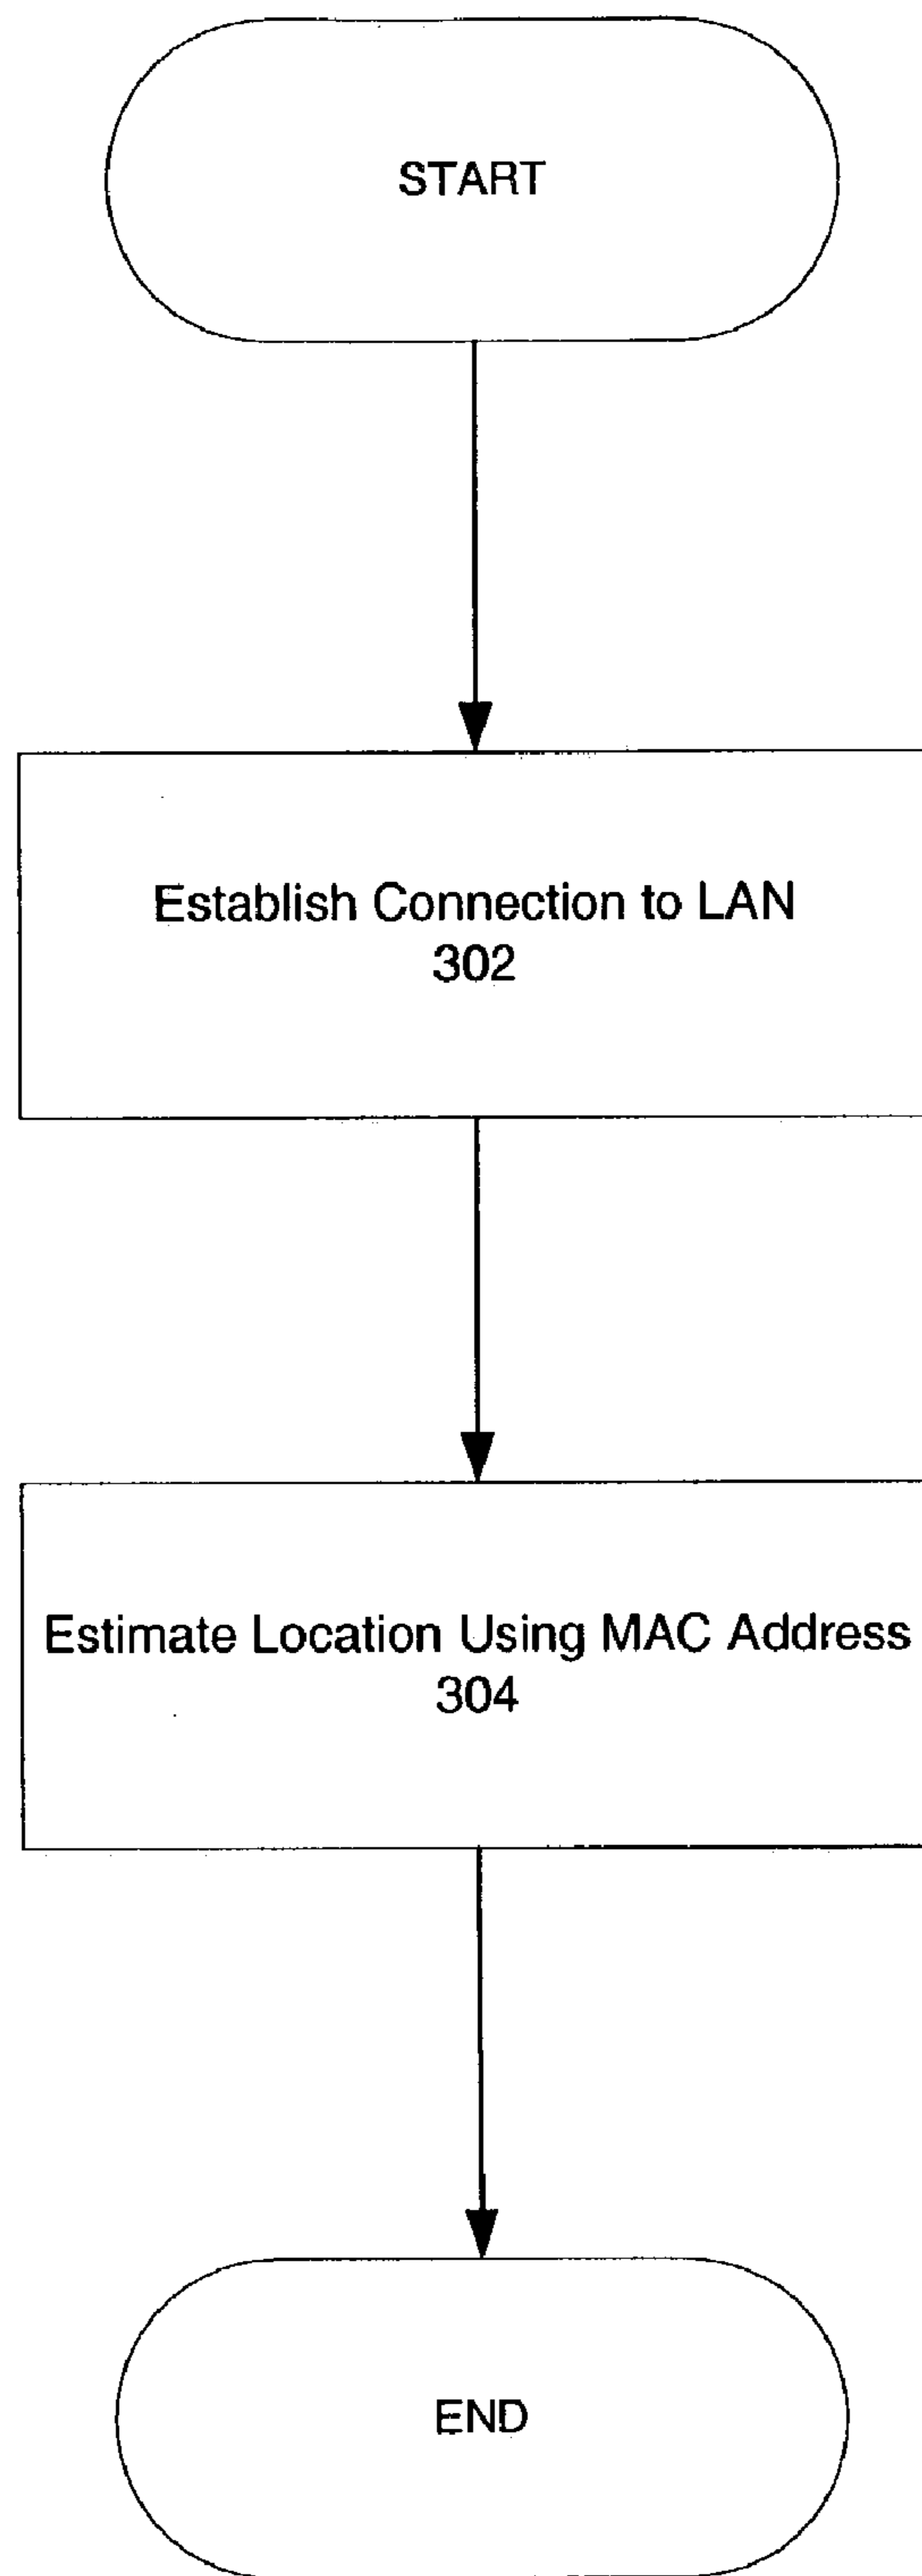 START
Establish Connection to LAN
302
Estimate Location Using MAC Address
304
END